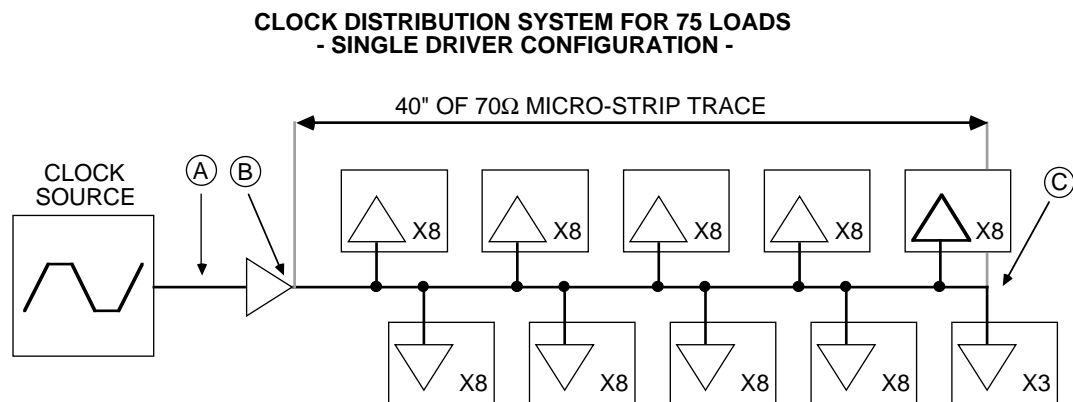 CLOCK DISTRIBUTION SYSTEM FOR 75 LOADS
- SINGLE DRIVER CONFIGURATION -
40" OF 70Ω MICRO-STRIP TRACE
CLOCK
SOURCE
A
B
C
X8
X8
X8
X8
X8
X8
X8
X8
X8
X3